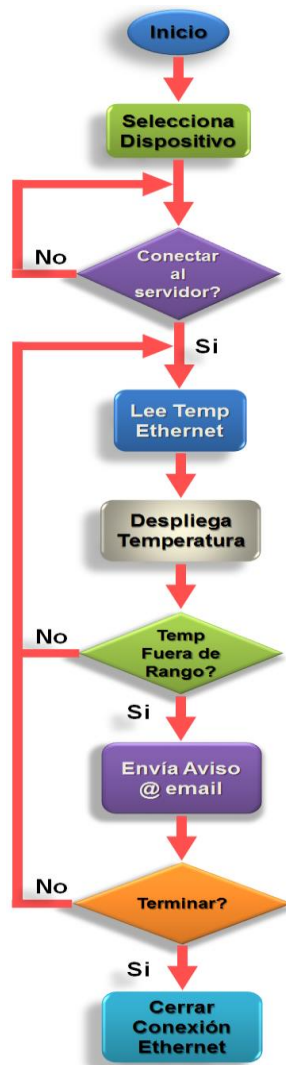 Inicio
Selecciona
Dispositivo
No
Conectar
al
servidor?
Si
Lee Temp
Ethernet
Despliega
Temperatura
No
Temp
Fuera de
Rango?
Si
Envía Aviso
@ email
No
Terminar?
Si
Cerrar
Conexión
Ethernet